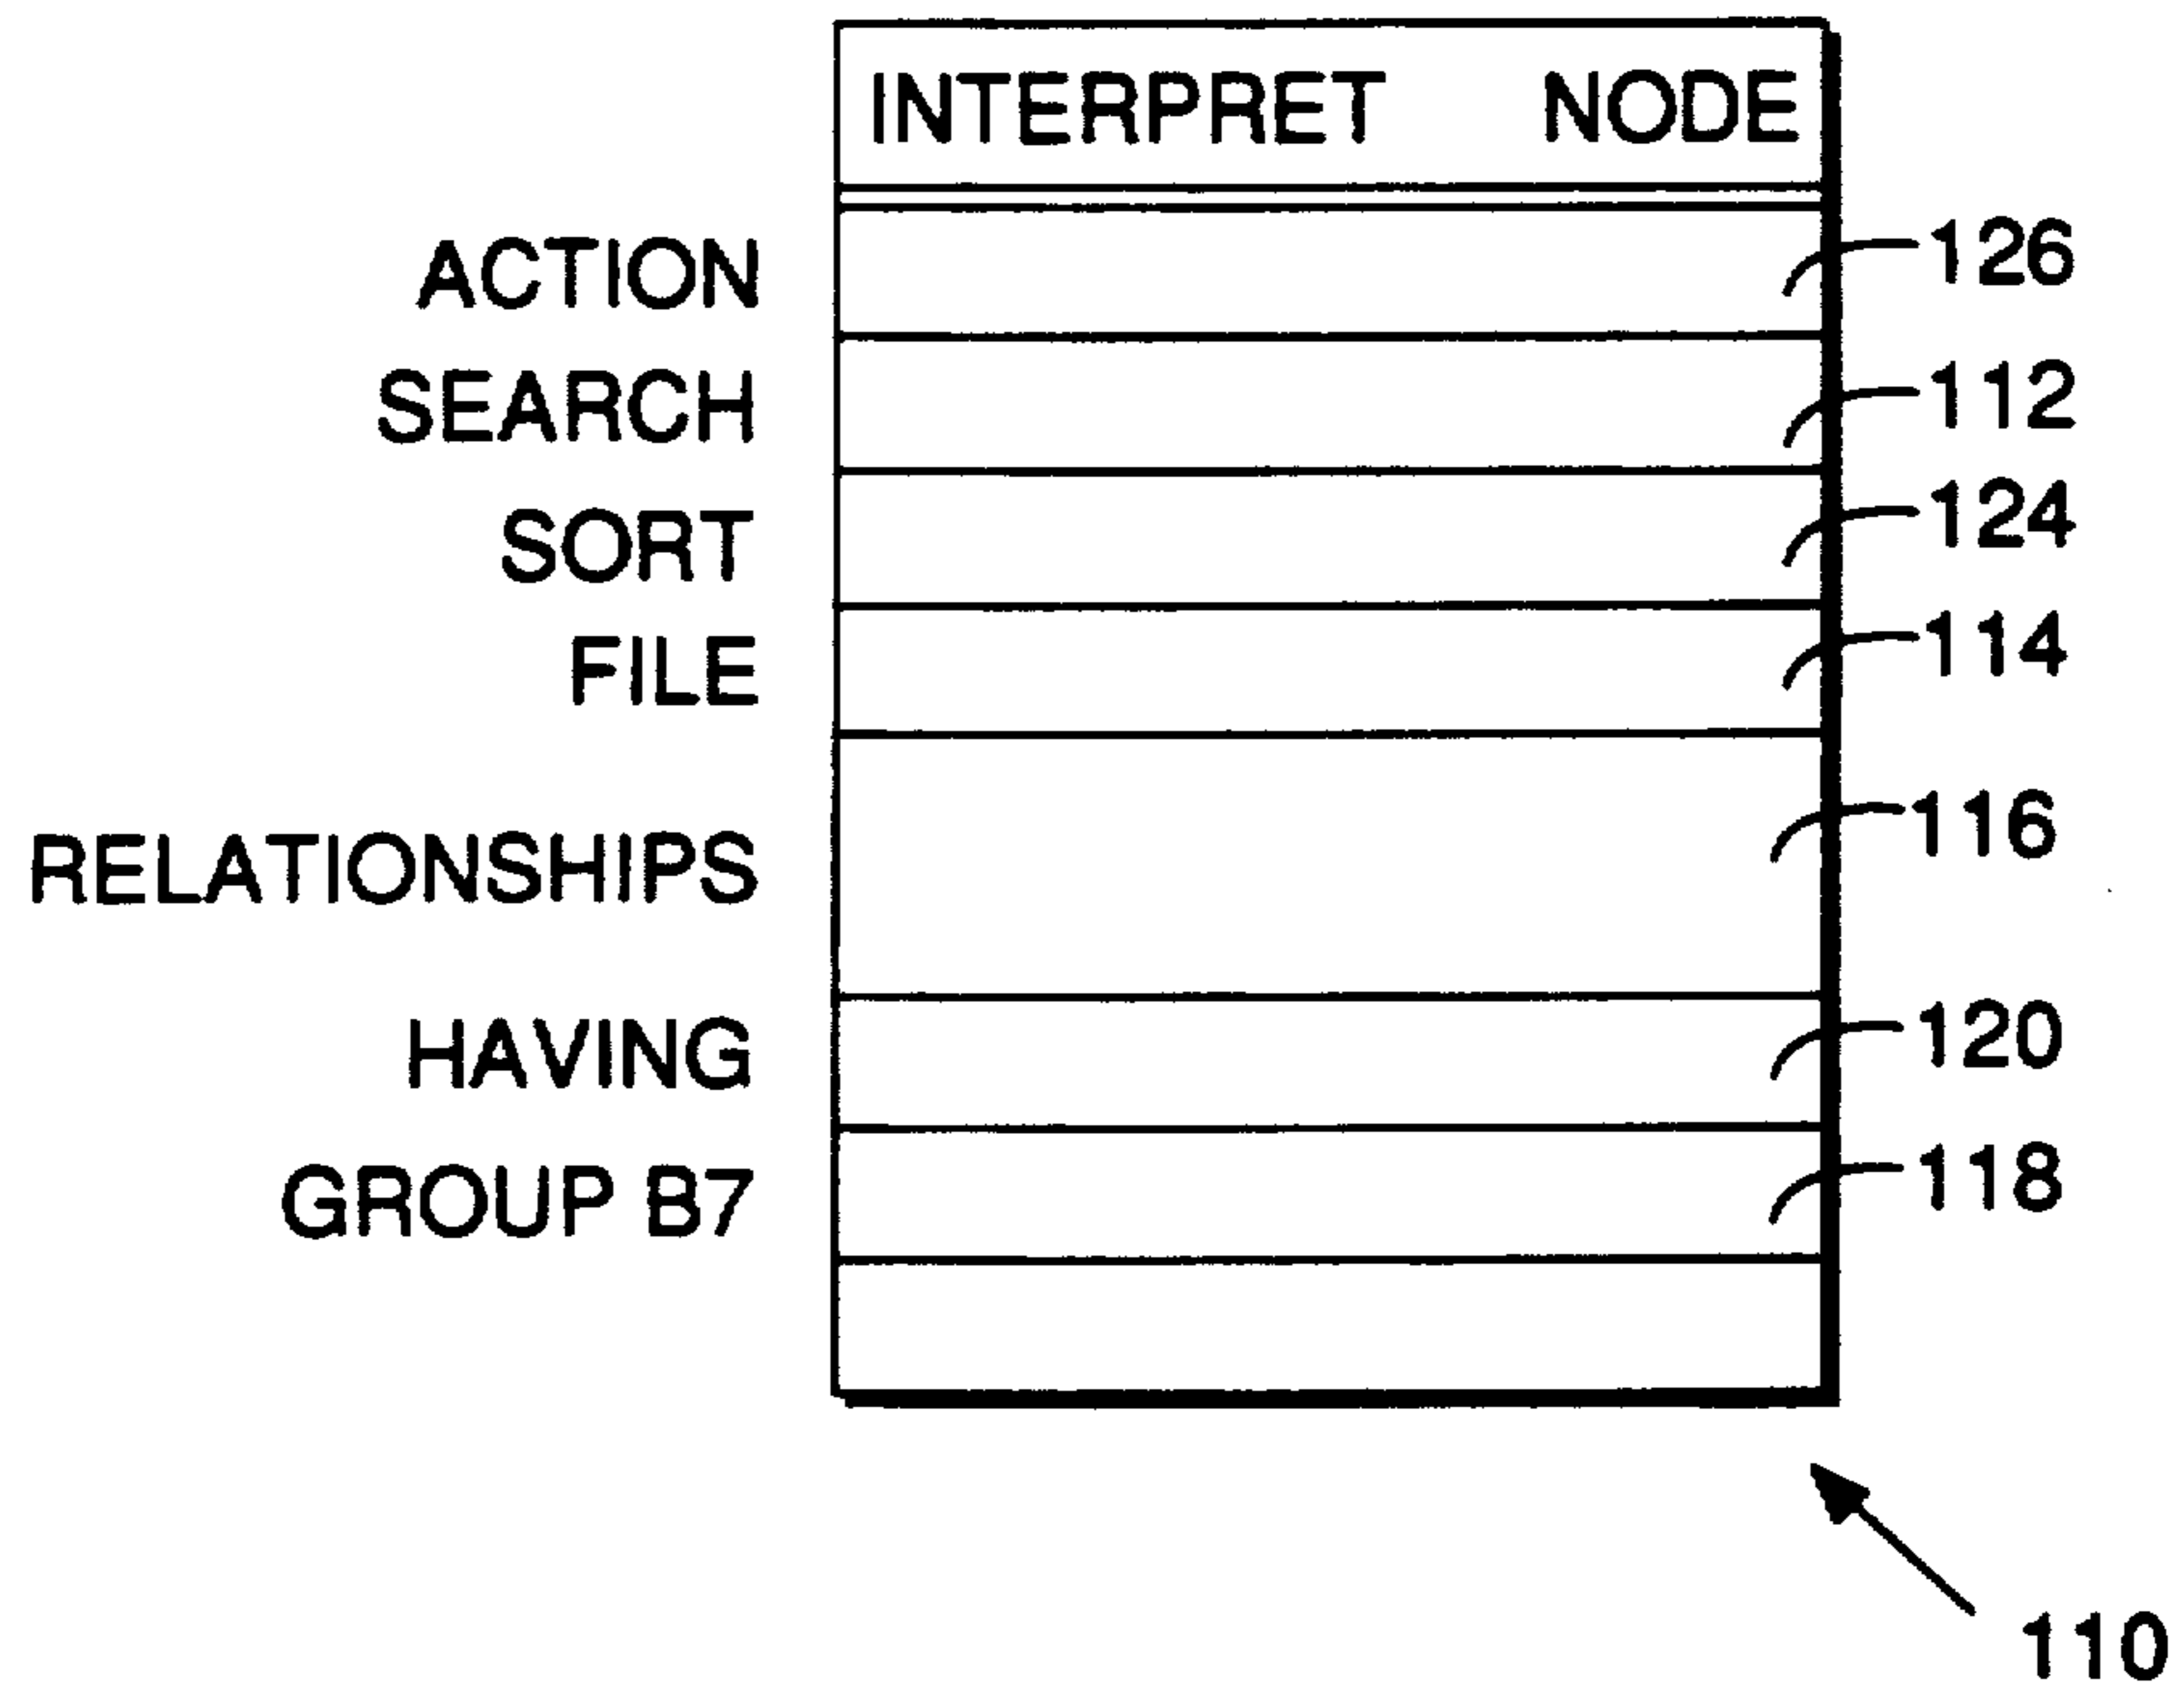 INTERPRET NODE
ACTION 126
SEARCH 112
SORT 124
FILE 114
RELATIONSHIPS 116
HAVING 120
GROUP B7 118
110